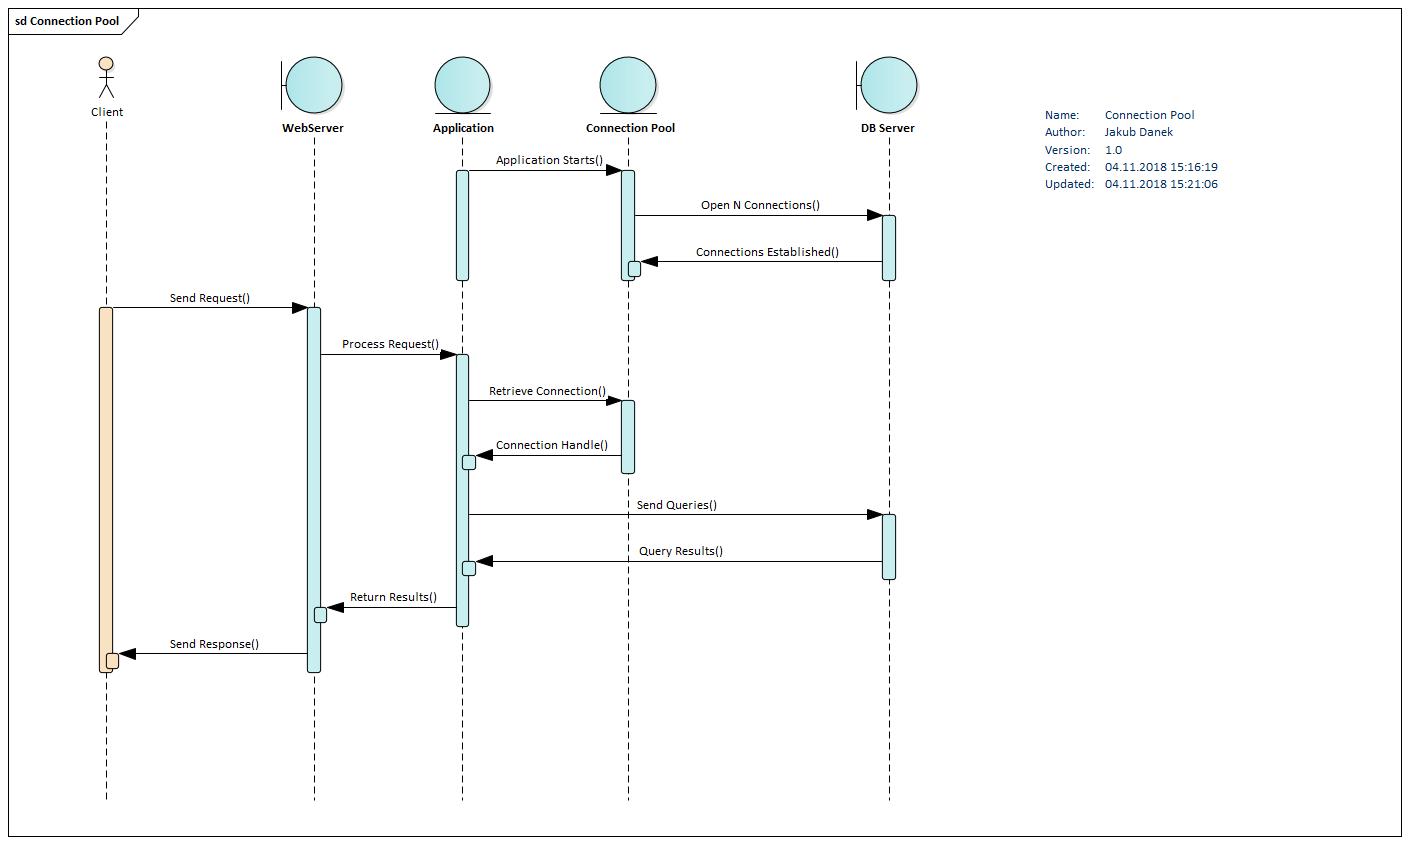 sd Connection Pool
Client
WebServer
Application
Connection Pool
DB Server
Name: Connection Pool
Author: Jakub Danek
Version: 1.0
Created: 04.11.2018 15:16:19
Updated: 04.11.2018 15:21:06
Application Starts()
Open N Connections()
Connections Established()
Send Request()
Process Request()
Retrieve Connection()
Connection Handle()
Send Queries()
Query Results()
Return Results()
Send Response()